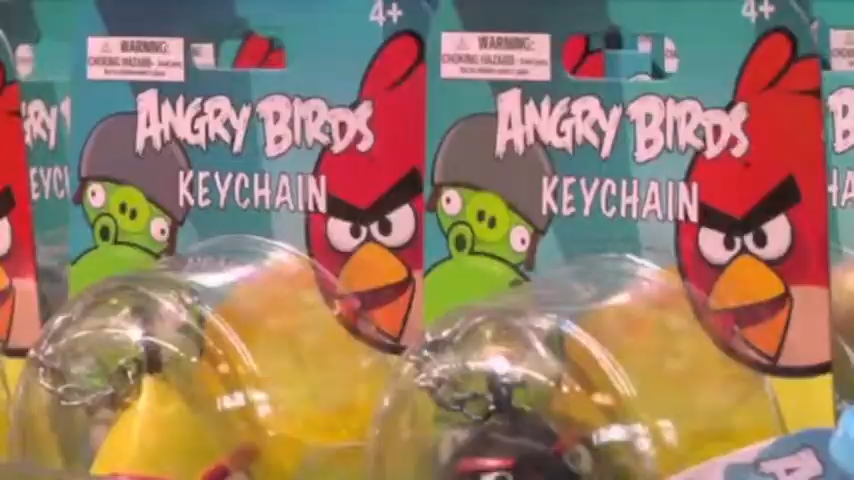 4+
WARNING:
CHOKING HAZARD-
ANGRY BIRDS
KEYCHAIN
4+
WARNING:
CHOKING HAZARD-
ANGRY BIRDS
KEYCHAIN